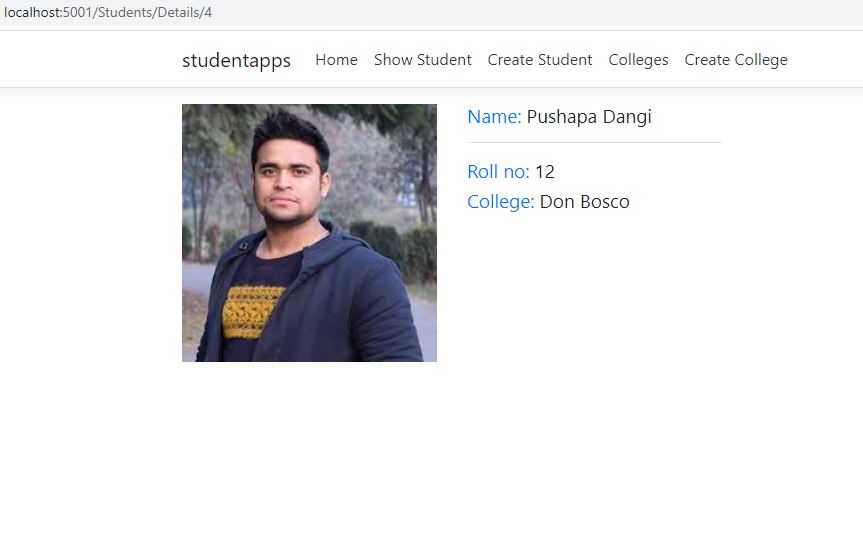 localhost:5001/Students/Details/4
studentapps Home Show Student Create Student Colleges Create College
Name: Pushapa Dangi
Roll no: 12
College: Don Bosco